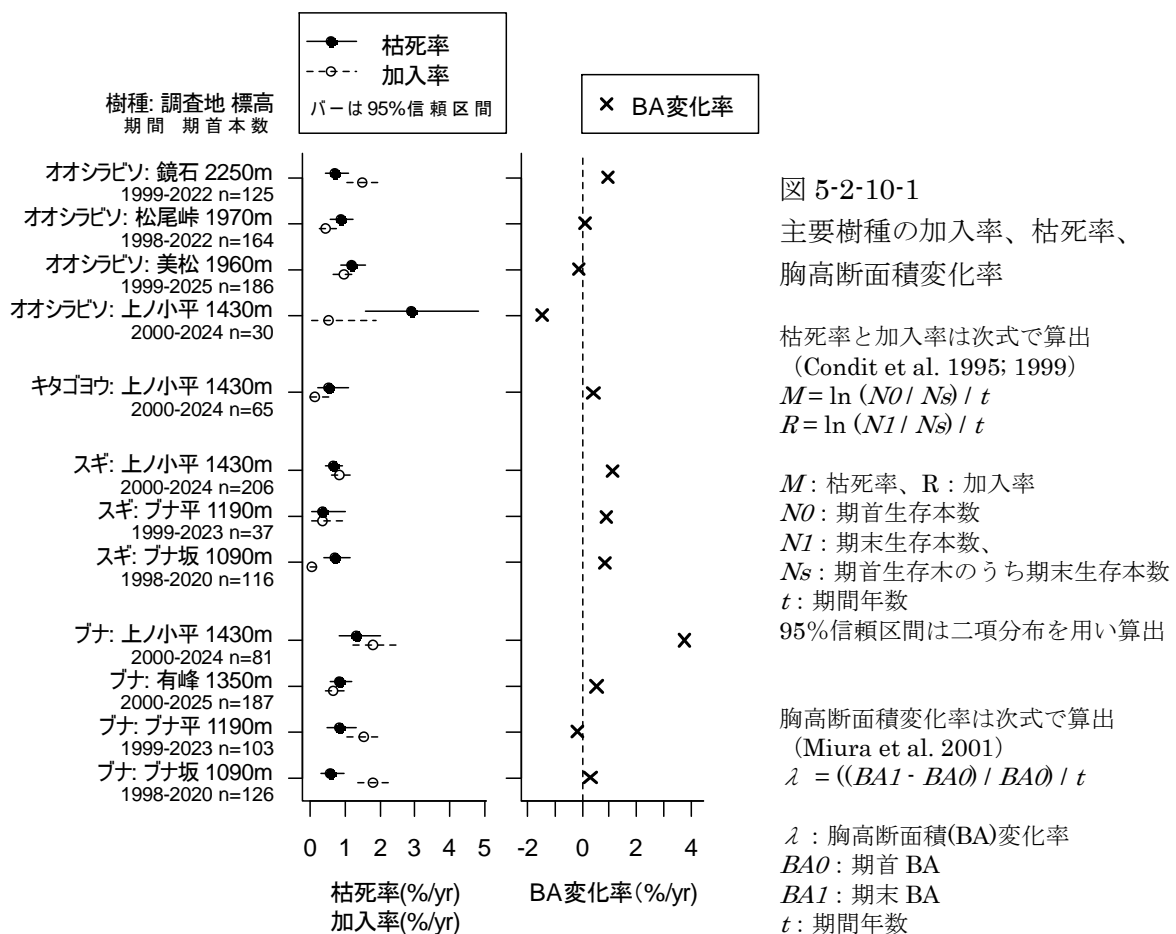 枯死率
加入率
バーは95%信頼区間
× BA変化率
樹種: 調査地 標高
期間 期首本数
オオシラビソ: 鏡石 2250m
1999-2022 n=125
オオシラビソ: 松尾峠 1970m
1998-2022 n=164
オオシラビソ: 美松 1960m
1999-2025 n=186
オオシラビソ: 上ノ小平 1430m
2000-2024 n=30
キタゴヨウ: 上ノ小平 1430m
2000-2024 n=65
スギ: 上ノ小平 1430m
2000-2024 n=206
スギ: ブナ平 1190m
1999-2023 n=37
スギ: ブナ坂 1090m
1998-2020 n=116
ブナ: 上ノ小平 1430m
2000-2024 n=81
ブナ: 有峰 1350m
2000-2025 n=187
ブナ: ブナ平 1190m
1999-2023 n=103
ブナ: ブナ坂 1090m
1998-2020 n=126
0 1 2 3 4 5
枯死率(%/yr)
加入率(%/yr)
-2 0 2 4
BA変化率(%/yr)
図 5-2-10-1
主要樹種の加入率、枯死率、
胸高断面積変化率
枯死率と加入率は次式で算出
（Condit et al. 1995; 1999）
M = ln (N0 / Ns) / t
R = ln (N1 / Ns) / t
M：枯死率、R：加入率
N0：期首生存本数
N1：期末生存本数、
Ns：期首生存木のうち期末生存本数
t：期間年数
95%信頼区間は二項分布を用い算出
胸高断面積変化率は次式で算出
（Miura et al. 2001）
λ = ((BA1 - BA0) / BA0) / t
λ：胸高断面積(BA)変化率
BA0：期首 BA
BA1：期末 BA
t：期間年数